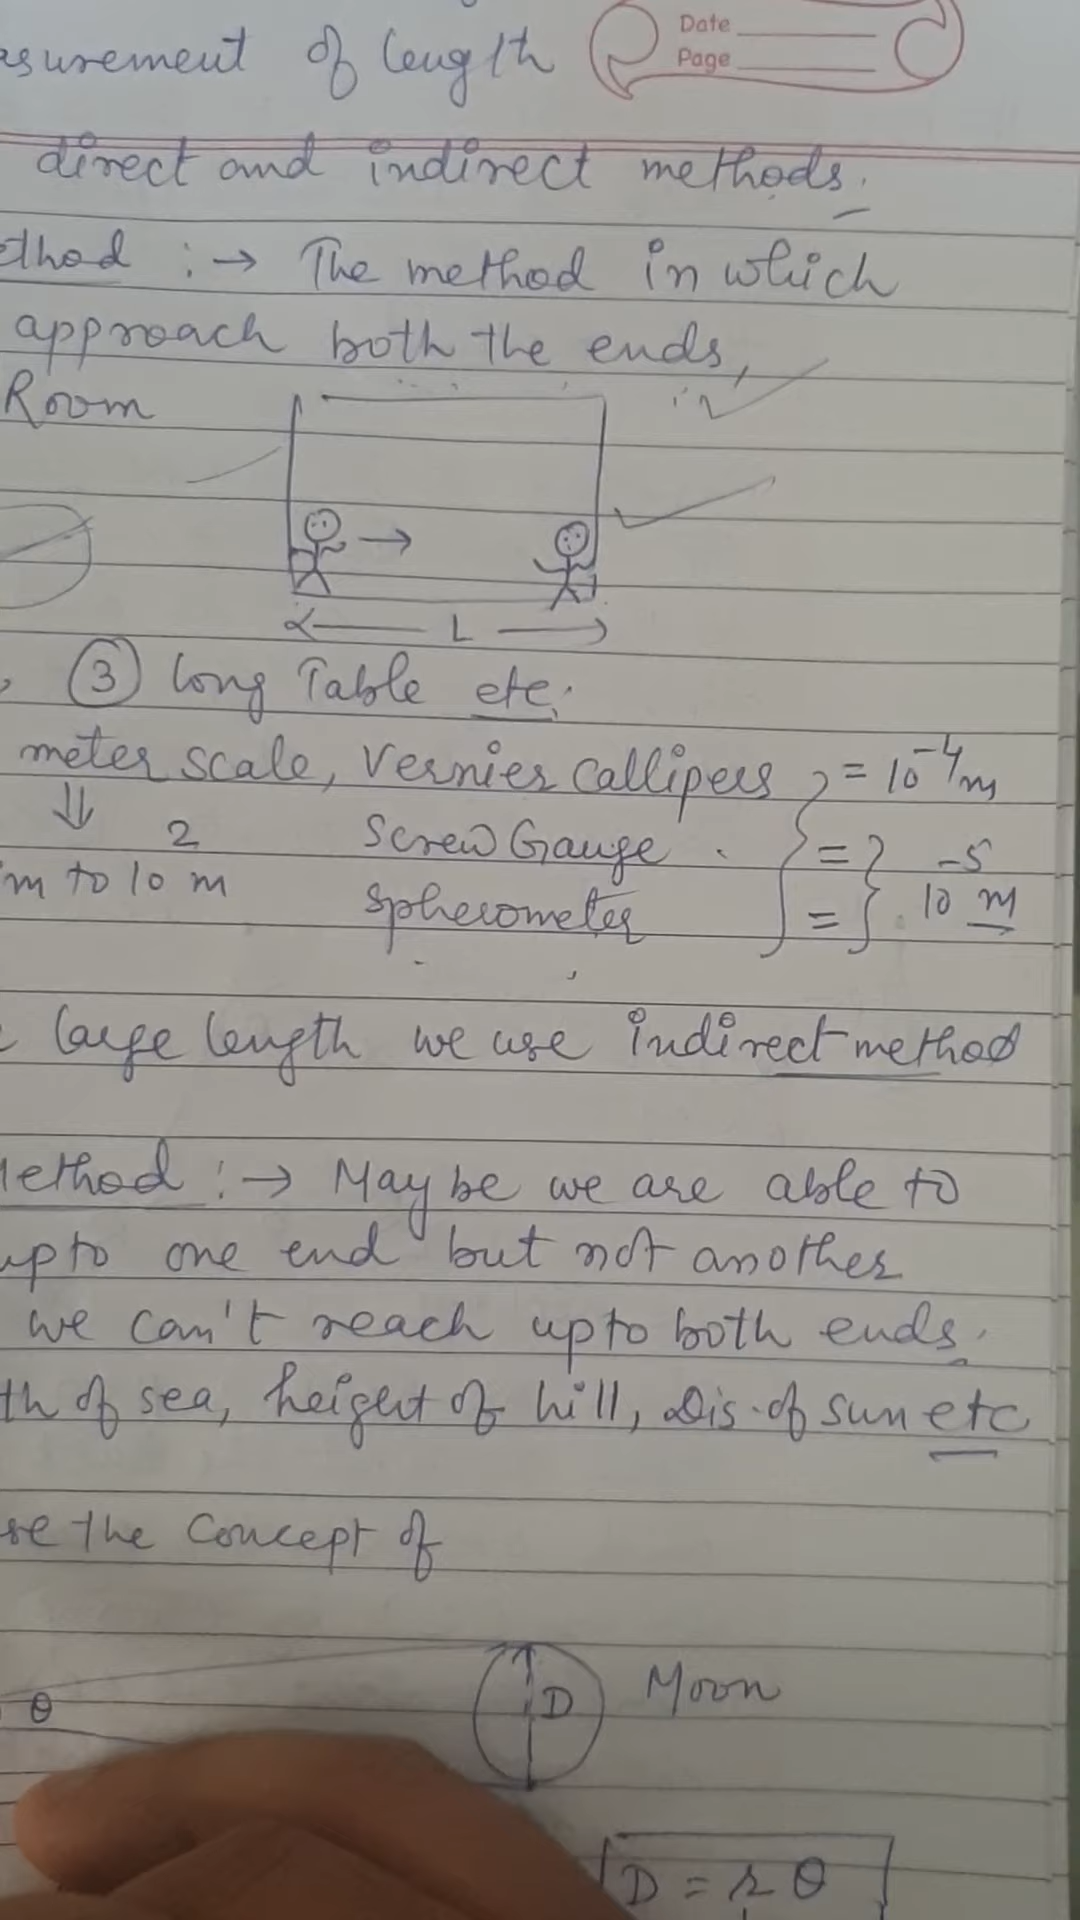 surement of length
Date
Page
direct and indirect methods.
ethod :→ The method in which
approach both the ends,
Room
← L →
③ long Table etc.
meter scale, Vernier Callipers } = 10⁻⁴m
⇓
m to 10² m
Screw Gauge = } 10⁻⁵ m
Spherometer = }
large length we use indirect method
Method :→ May be we are able to
upto one end but not another
we can't reach upto both ends.
th of sea, height of hill, Dis. of sun etc
se the Concept of
θ D Moon
D = r θ